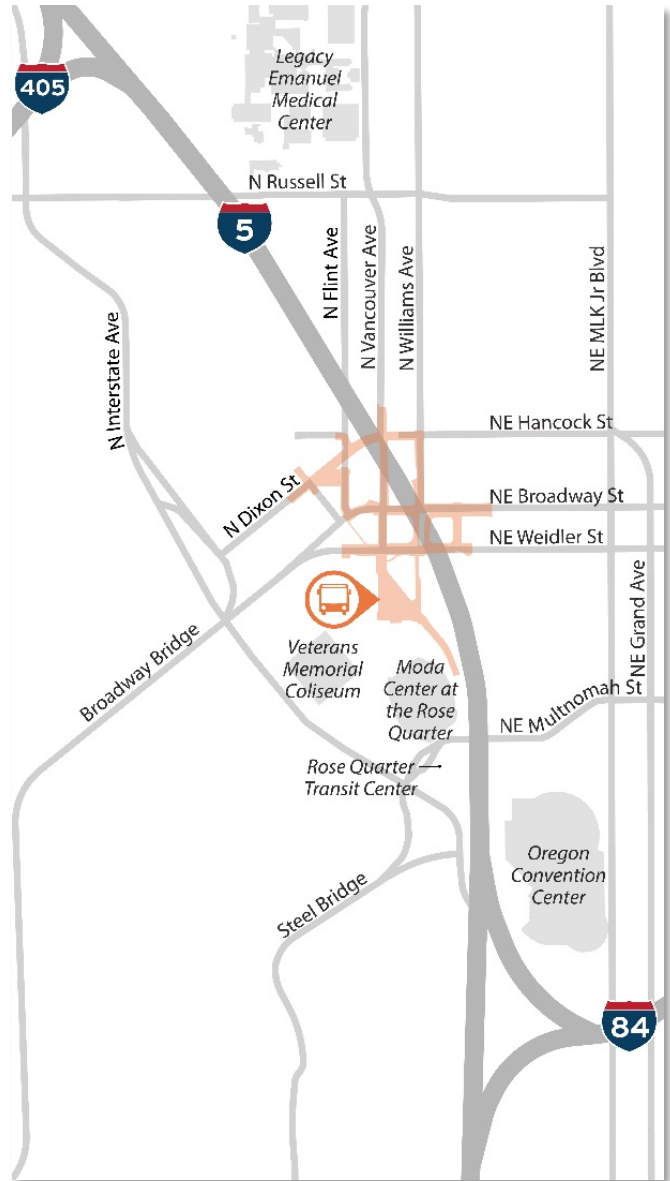 405
Legacy
Emanuel
Medical
Center
N Russell St
5
N Flint Ave
N Vancouver Ave
N Williams Ave
NE MLK Jr Blvd
N Interstate Ave
NE Hancock St
N Dixon St
NE Broadway St
NE Weidler St
Broadway Bridge
Veterans
Memorial
Coliseum
Moda
Center at
the Rose
Quarter
NE Grand Ave
NE Multnomah St
Rose Quarter
Transit Center
Oregon
Convention
Center
Steel Bridge
84